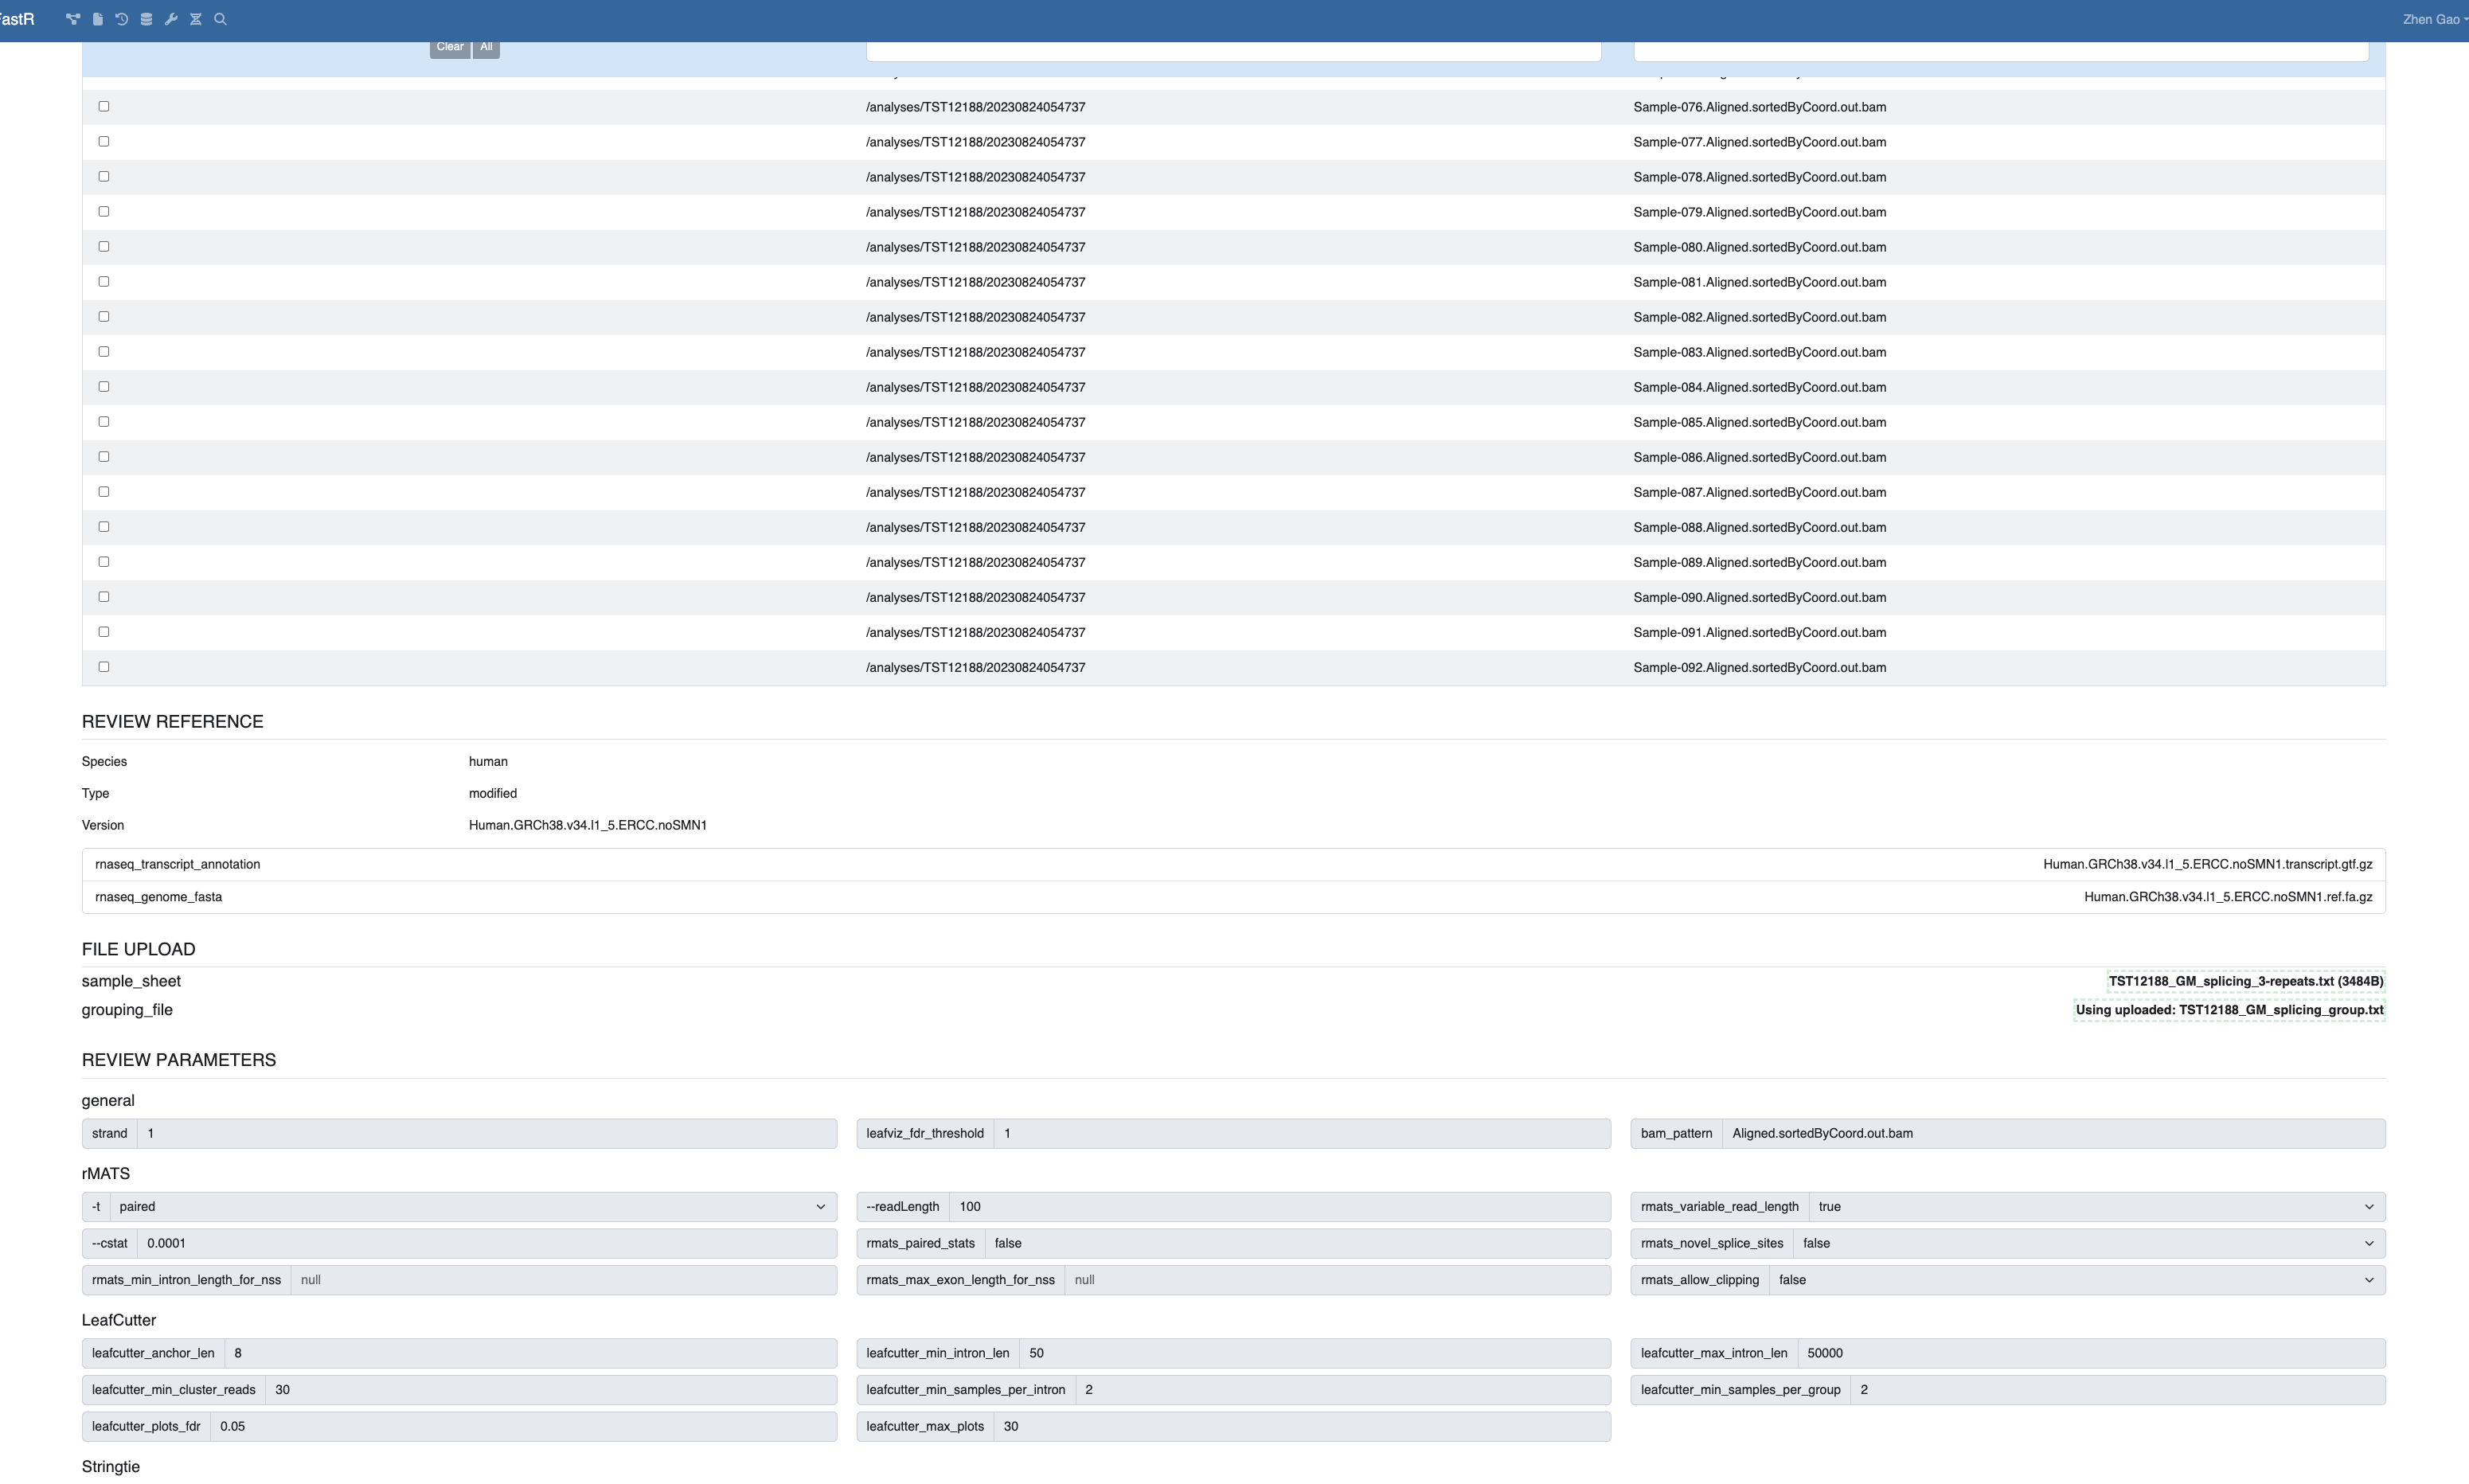 FastR Zhen Gao
Clear All
/analyses/TST12188/20230824054737 Sample-076.Aligned.sortedByCoord.out.bam
/analyses/TST12188/20230824054737 Sample-077.Aligned.sortedByCoord.out.bam
/analyses/TST12188/20230824054737 Sample-078.Aligned.sortedByCoord.out.bam
/analyses/TST12188/20230824054737 Sample-079.Aligned.sortedByCoord.out.bam
/analyses/TST12188/20230824054737 Sample-080.Aligned.sortedByCoord.out.bam
/analyses/TST12188/20230824054737 Sample-081.Aligned.sortedByCoord.out.bam
/analyses/TST12188/20230824054737 Sample-082.Aligned.sortedByCoord.out.bam
/analyses/TST12188/20230824054737 Sample-083.Aligned.sortedByCoord.out.bam
/analyses/TST12188/20230824054737 Sample-084.Aligned.sortedByCoord.out.bam
/analyses/TST12188/20230824054737 Sample-085.Aligned.sortedByCoord.out.bam
/analyses/TST12188/20230824054737 Sample-086.Aligned.sortedByCoord.out.bam
/analyses/TST12188/20230824054737 Sample-087.Aligned.sortedByCoord.out.bam
/analyses/TST12188/20230824054737 Sample-088.Aligned.sortedByCoord.out.bam
/analyses/TST12188/20230824054737 Sample-089.Aligned.sortedByCoord.out.bam
/analyses/TST12188/20230824054737 Sample-090.Aligned.sortedByCoord.out.bam
/analyses/TST12188/20230824054737 Sample-091.Aligned.sortedByCoord.out.bam
/analyses/TST12188/20230824054737 Sample-092.Aligned.sortedByCoord.out.bam
REVIEW REFERENCE
Species human
Type modified
Version Human.GRCh38.v34.l1_5.ERCC.noSMN1
rnaseq_transcript_annotation Human.GRCh38.v34.l1_5.ERCC.noSMN1.transcript.gtf.gz
rnaseq_genome_fasta Human.GRCh38.v34.l1_5.ERCC.noSMN1.ref.fa.gz
FILE UPLOAD
sample_sheet TST12188_GM_splicing_3-repeats.txt (3484B)
grouping_file Using uploaded: TST12188_GM_splicing_group.txt
REVIEW PARAMETERS
general
strand 1 leafviz_fdr_threshold 1 bam_pattern Aligned.sortedByCoord.out.bam
rMATS
-t paired --readLength 100 rmats_variable_read_length true
--cstat 0.0001 rmats_paired_stats false rmats_novel_splice_sites false
rmats_min_intron_length_for_nss null rmats_max_exon_length_for_nss null rmats_allow_clipping false
LeafCutter
leafcutter_anchor_len 8 leafcutter_min_intron_len 50 leafcutter_max_intron_len 50000
leafcutter_min_cluster_reads 30 leafcutter_min_samples_per_intron 2 leafcutter_min_samples_per_group 2
leafcutter_plots_fdr 0.05 leafcutter_max_plots 30
Stringtie